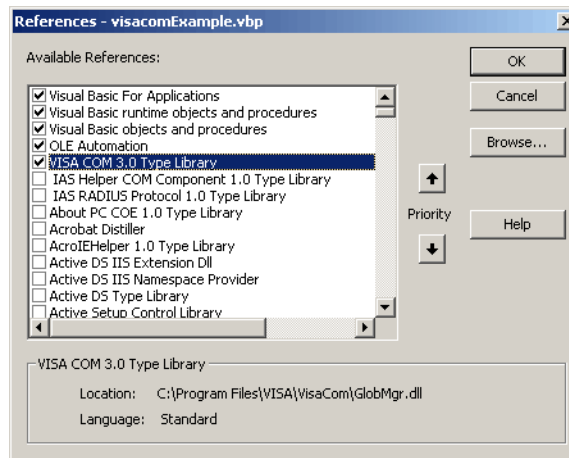 References - visacomExample.vbp
Available References:
Visual Basic For Applications
Visual Basic runtime objects and procedures
Visual Basic objects and procedures
OLE Automation
VISA COM 3.0 Type Library
IAS Helper COM Component 1.0 Type Library
IAS RADIUS Protocol 1.0 Type Library
About PC COE 1.0 Type Library
Acrobat Distiller
AcroIEHelper 1.0 Type Library
Active DS IIS Extension Dll
Active DS IIS Namespace Provider
Active DS Type Library
Active Setup Control Library
Priority
OK
Cancel
Browse...
Help
VISA COM 3.0 Type Library
Location: C:\Program Files\VISA\VisaCom\GlobMgr.dll
Language: Standard